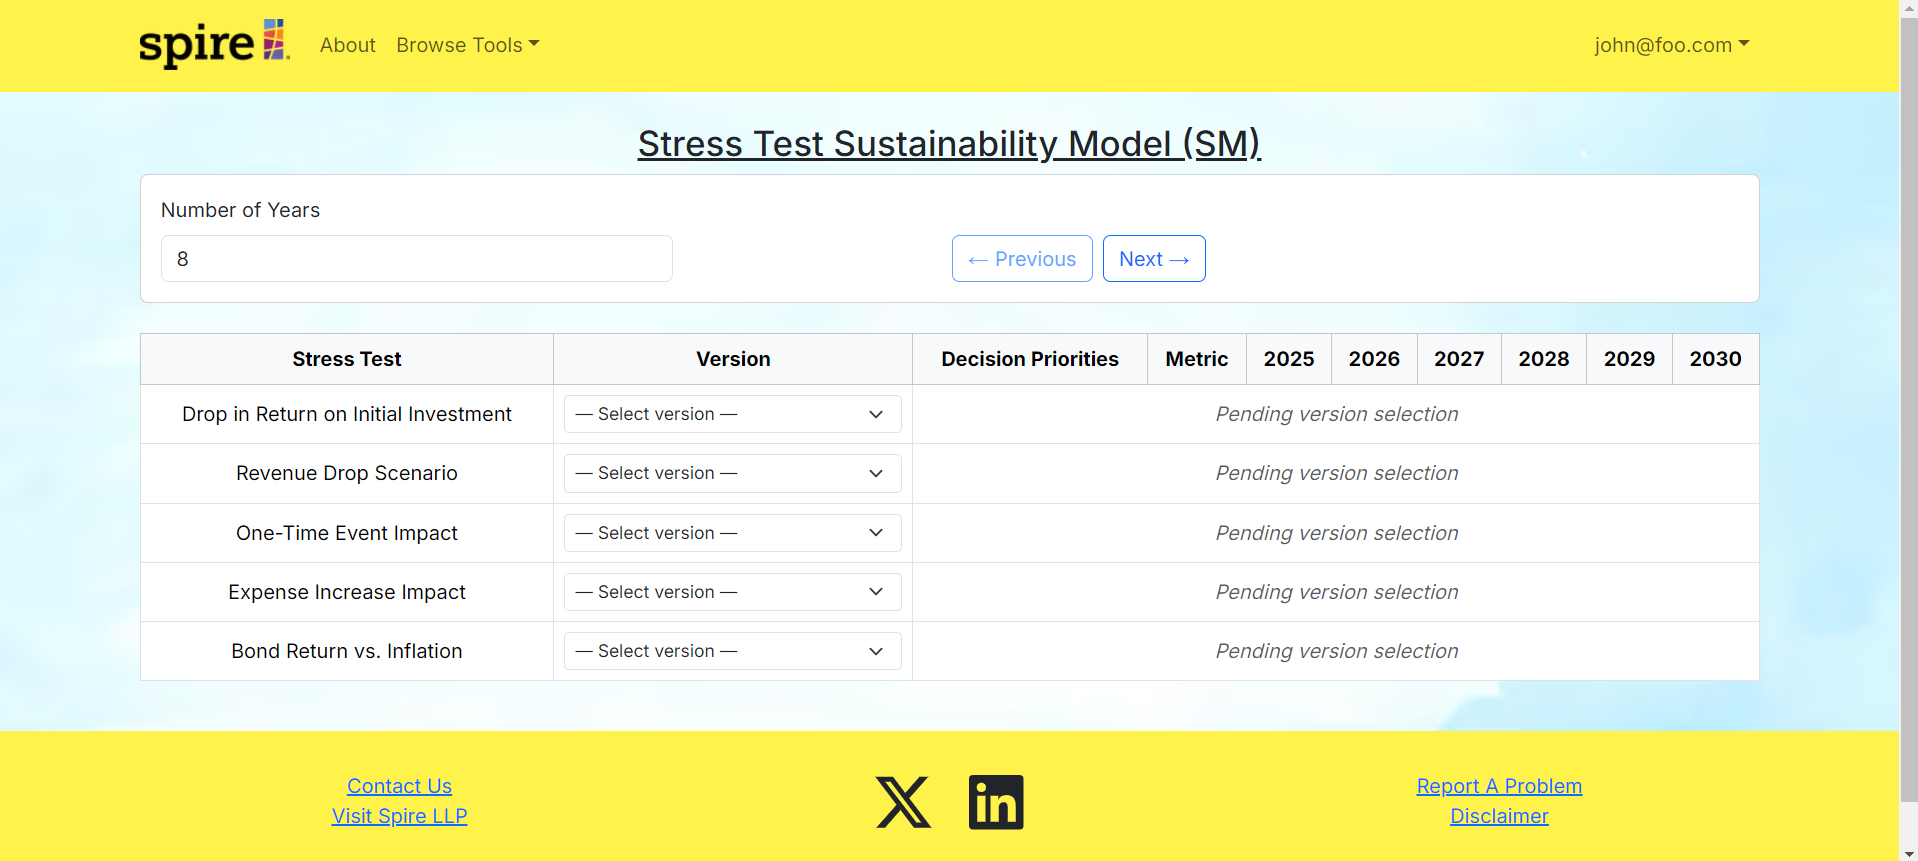 spire About Browse Tools john@foo.com
Stress Test Sustainability Model (SM)
Number of Years
8 ← Previous Next →
Stress Test Version Decision Priorities Metric 2025 2026 2027 2028 2029 2030
Drop in Return on Initial Investment — Select version — Pending version selection
Revenue Drop Scenario — Select version — Pending version selection
One-Time Event Impact — Select version — Pending version selection
Expense Increase Impact — Select version — Pending version selection
Bond Return vs. Inflation — Select version — Pending version selection
Contact Us
Visit Spire LLP
X in
Report A Problem
Disclaimer